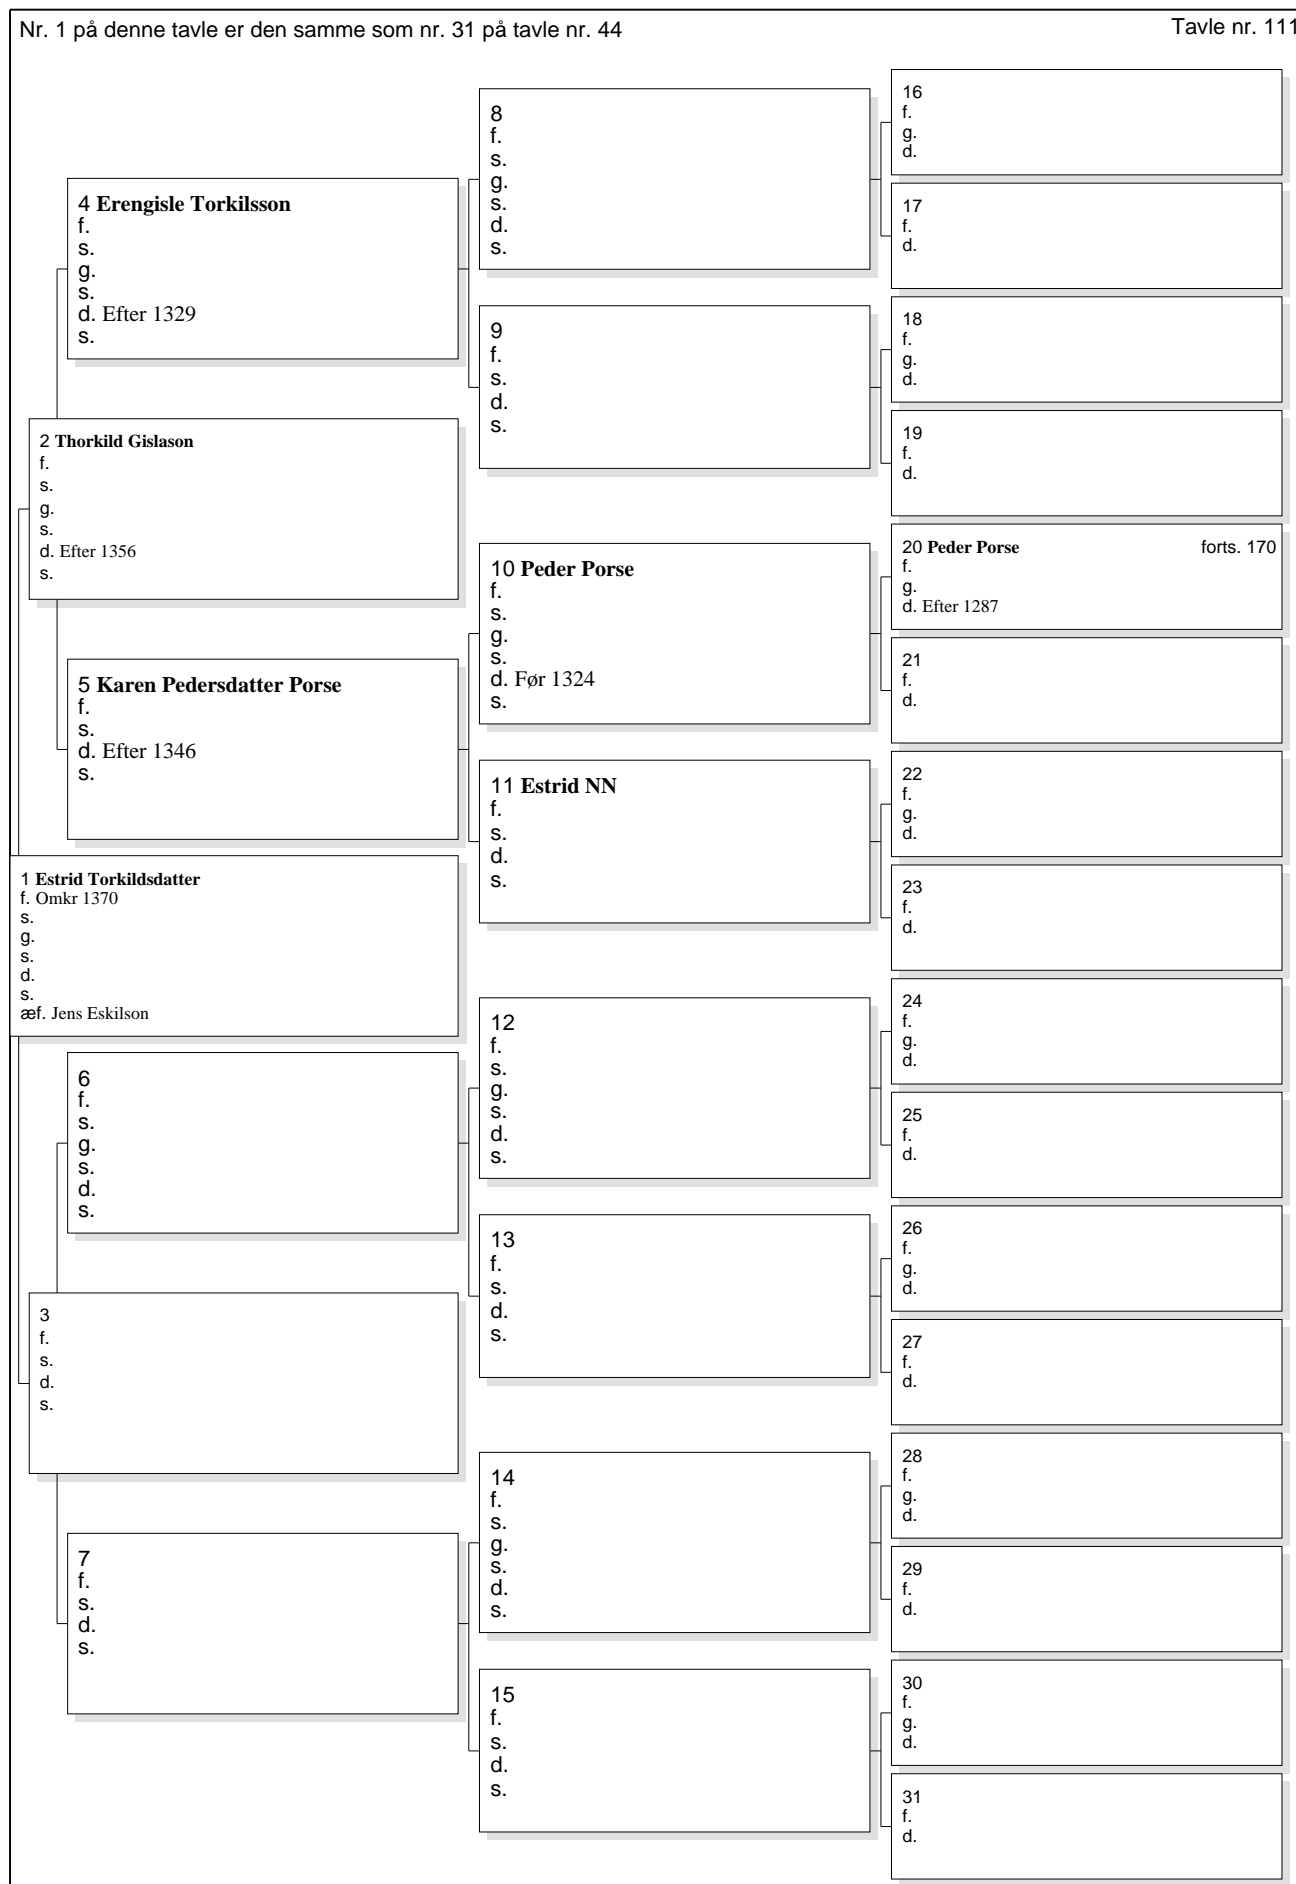 Nr. 1 på denne tavle er den samme som nr. 31 på tavle nr. 44
Tavle nr. 111
4 Erengisle Torkilsson
f.
s.
g.
s.
d. Efter 1329
s.
2 Thorkild Gislason
f.
s.
g.
s.
d. Efter 1356
s.
5 Karen Pedersdatter Porse
f.
s.
d. Efter 1346
s.
1 Estrid Torkildsdatter
f. Omkr 1370
s.
g.
s.
d.
s.
æf. Jens Eskilson
6
f.
s.
g.
s.
d.
s.
3
f.
s.
d.
s.
7
f.
s.
d.
s.
8
f.
s.
g.
s.
d.
s.
9
f.
s.
d.
s.
10 Peder Porse
f.
s.
g.
s.
d. Før 1324
s.
11 Estrid NN
f.
s.
d.
s.
12
f.
s.
g.
s.
d.
s.
13
f.
s.
d.
s.
14
f.
s.
g.
s.
d.
s.
15
f.
s.
d.
s.
16
f.
g.
d.
17
f.
d.
18
f.
g.
d.
19
f.
d.
20 Peder Porse forts. 170
f.
g.
d. Efter 1287
21
f.
d.
22
f.
g.
d.
23
f.
d.
24
f.
g.
d.
25
f.
d.
26
f.
g.
d.
27
f.
d.
28
f.
g.
d.
29
f.
d.
30
f.
g.
d.
31
f.
d.